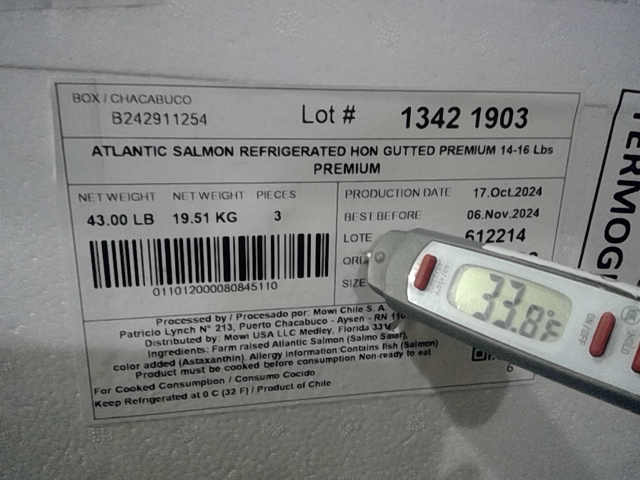 BOX / CHACABUCO
B242911254
Lot # 1342 1903
ATLANTIC SALMON REFRIGERATED HON GUTTED PREMIUM 14-16 Lbs
PREMIUM
NET WEIGHT NET WEIGHT PIECES
43.00 LB 19.51 KG 3
PRODUCTION DATE 17.Oct.2024
BEST BEFORE 06.Nov.2024
LOTE 612214
SIZE
011012000080845110
Processed by / Procesado por: Mowi Chile S. A.
Patricio Lynch N° 213, Puerto Chacabuco - Aysen - RN
Distributed by: Mowi USA LLC Medley, Florida
Ingredients: Farm raised Atlantic Salmon (Salmo Salar),
color added (Astaxanthin). Allergy information:Contains fish (Salmon)
Product must be cooked before consumption Non-ready to eat
For Cooked Consumption / Consumo Cocido
Keep Refrigerated at 0 C (32 F) / Product of Chile
6
33.8°F
ON/OFF
HOLD
TERMOG